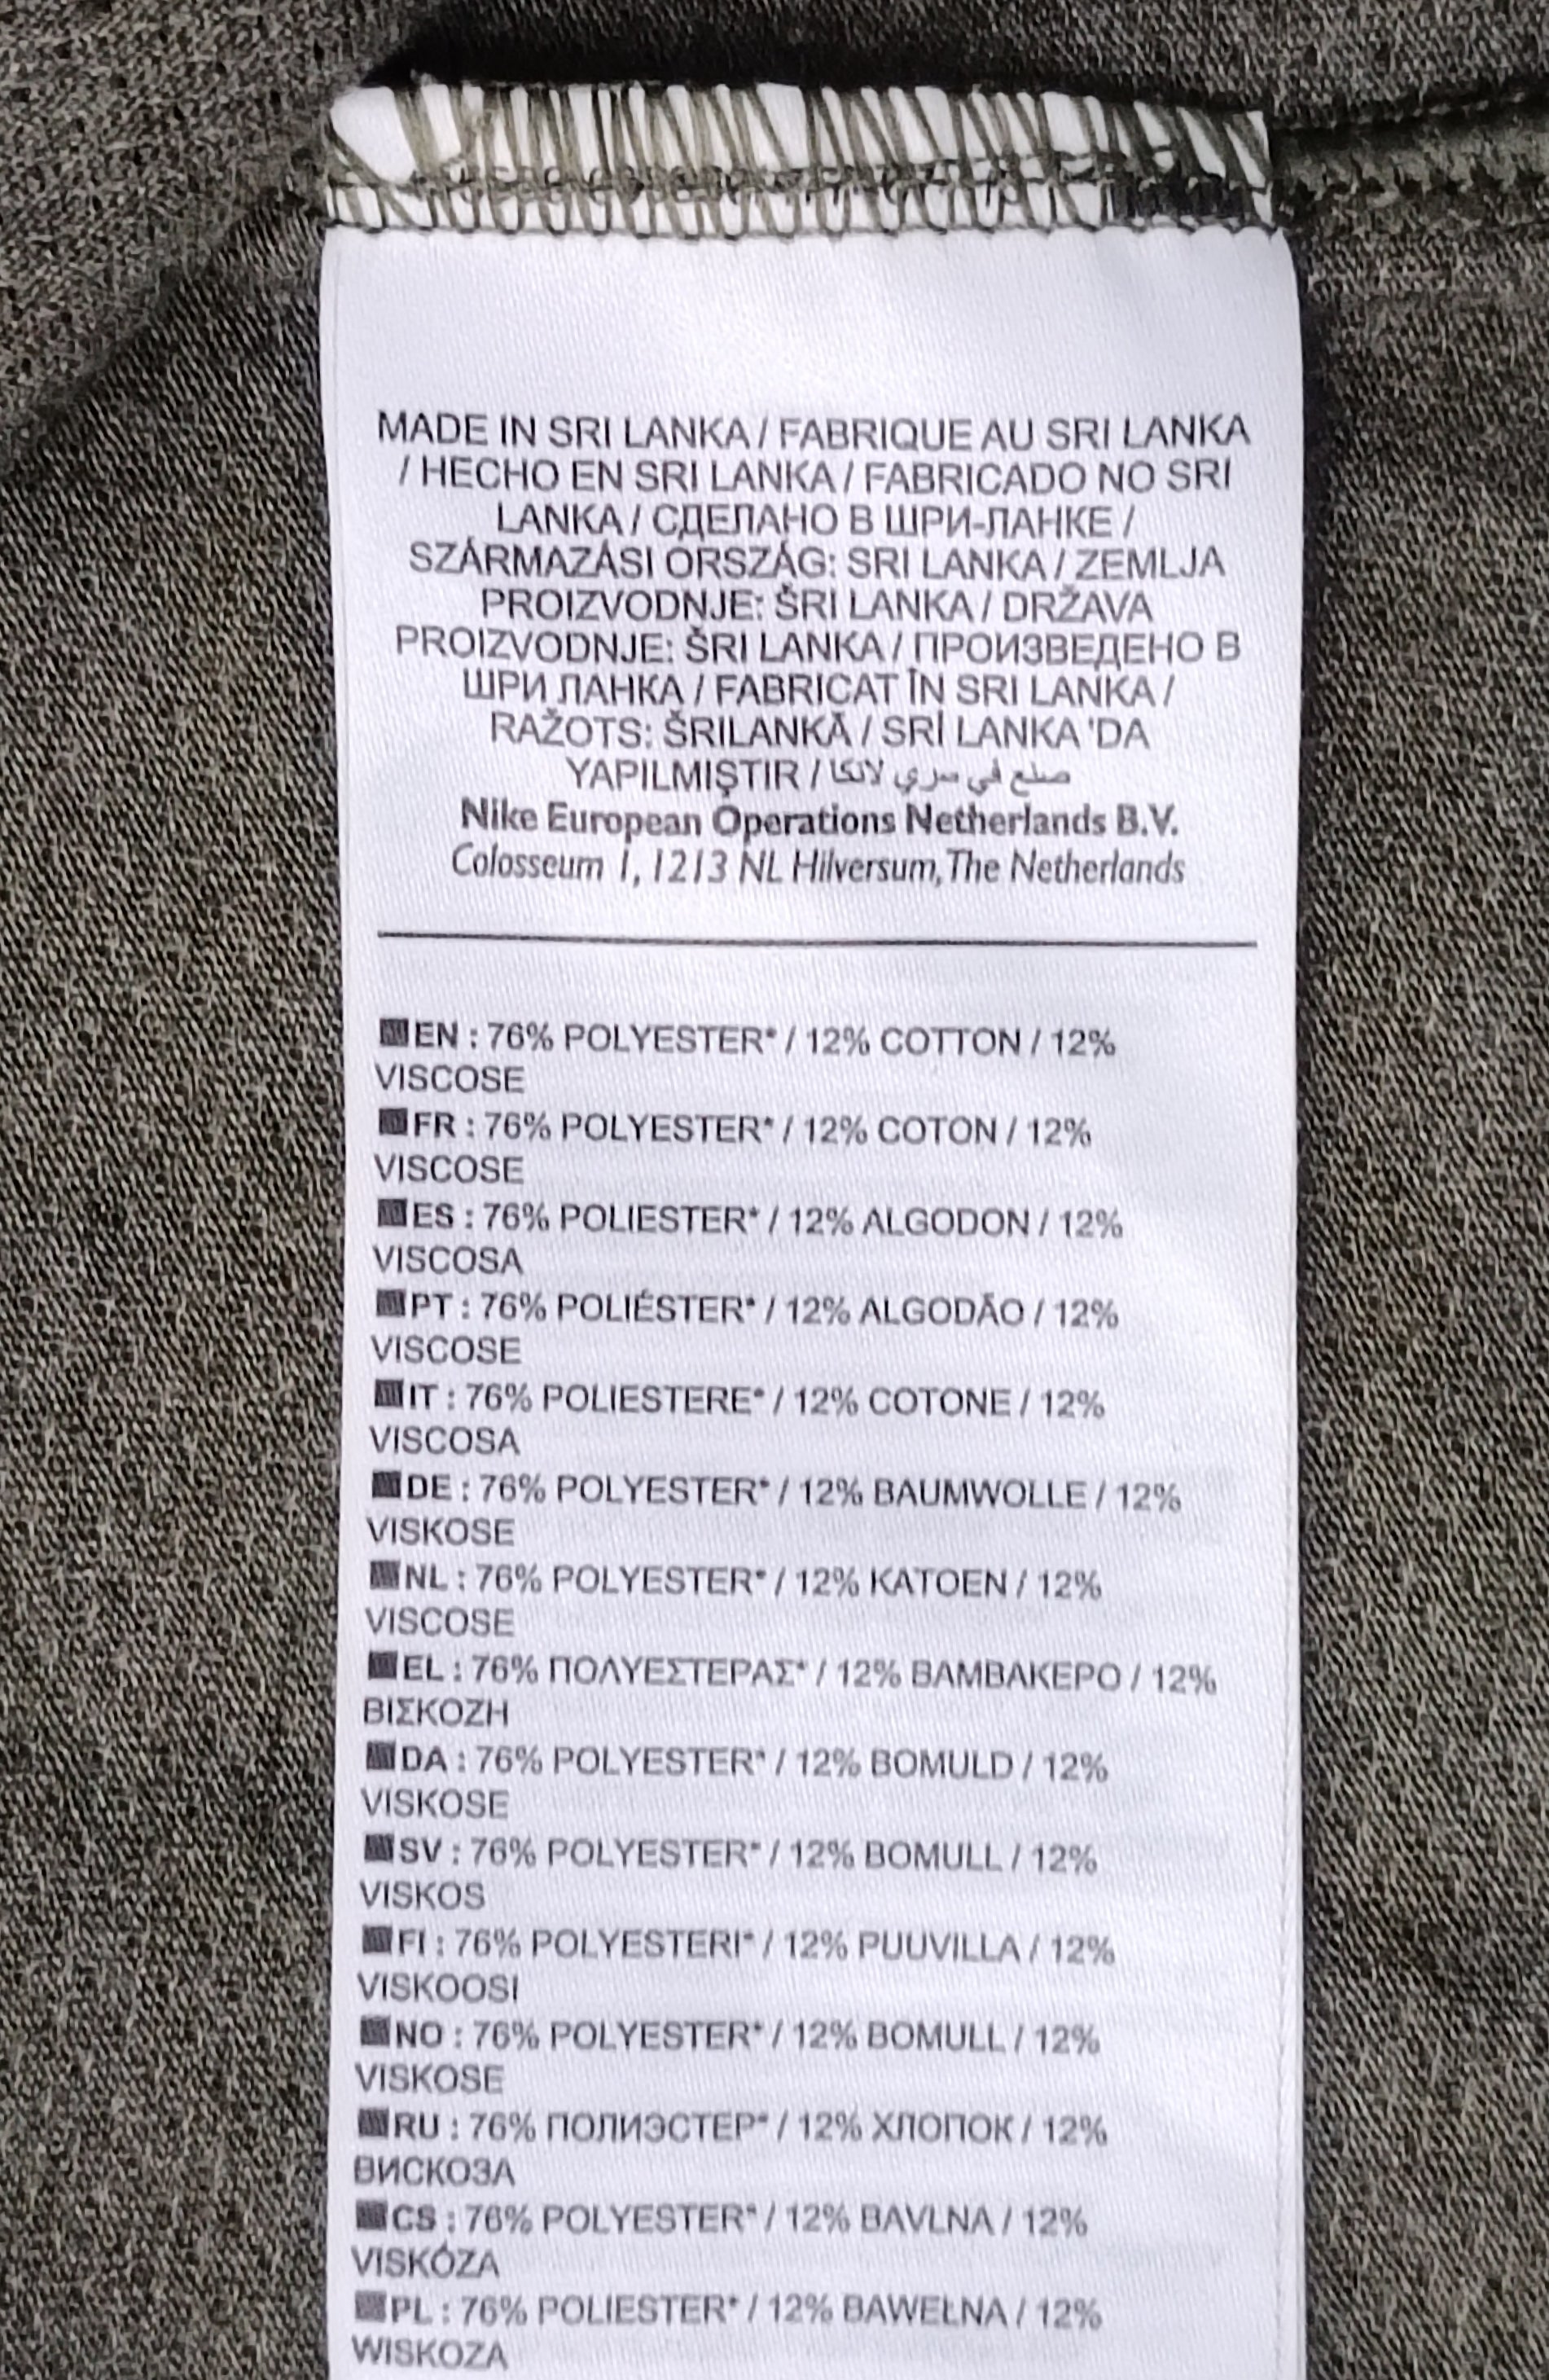 MADE IN SRI LANKA / FABRIQUE AU SRI LANKA
/ HECHO EN SRI LANKA / FABRICADO NO SRI
LANKA / СДЕЛАНО В ШРИ-ЛАНКЕ /
SZÁRMAZÁSI ORSZÁG: SRI LANKA / ZEMLJA
PROIZVODNJE: ŠRI LANKA / DRŽAVA
PROIZVODNJE: ŠRI LANKA / ПРОИЗВЕДЕНО В
ШРИ ЛАНКА / FABRICAT ÎN SRI LANKA /
RAŽOTS: ŠRILANKĀ / SRİ LANKA 'DA
YAPILMIŞTIR / صنع في سري لانكا
Nike European Operations Netherlands B.V.
Colosseum 1, 1213 NL Hilversum, The Netherlands
EN : 76% POLYESTER* / 12% COTTON / 12%
VISCOSE
FR : 76% POLYESTER* / 12% COTON / 12%
VISCOSE
ES : 76% POLIESTER* / 12% ALGODON / 12%
VISCOSA
PT : 76% POLIÉSTER* / 12% ALGODÃO / 12%
VISCOSE
IT : 76% POLIESTERE* / 12% COTONE / 12%
VISCOSA
DE : 76% POLYESTER* / 12% BAUMWOLLE / 12%
VISKOSE
NL : 76% POLYESTER* / 12% KATOEN / 12%
VISCOSE
EL : 76% ΠΟΛΥΕΣΤΕΡΑΣ* / 12% ΒΑΜΒΑΚΕΡΟ / 12%
ΒΙΣΚΟΖΗ
DA : 76% POLYESTER* / 12% BOMULD / 12%
VISKOSE
SV : 76% POLYESTER* / 12% BOMULL / 12%
VISKOS
FI : 76% POLYESTERI* / 12% PUUVILLA / 12%
VISKOOSI
NO : 76% POLYESTER* / 12% BOMULL / 12%
VISKOSE
RU : 76% ПОЛИЭСТЕР* / 12% ХЛОПОК / 12%
ВИСКОЗА
CS : 76% POLYESTER* / 12% BAVLNA / 12%
VISKÓZA
PL : 76% POLIESTER* / 12% BAWEŁNA / 12%
WISKOZA